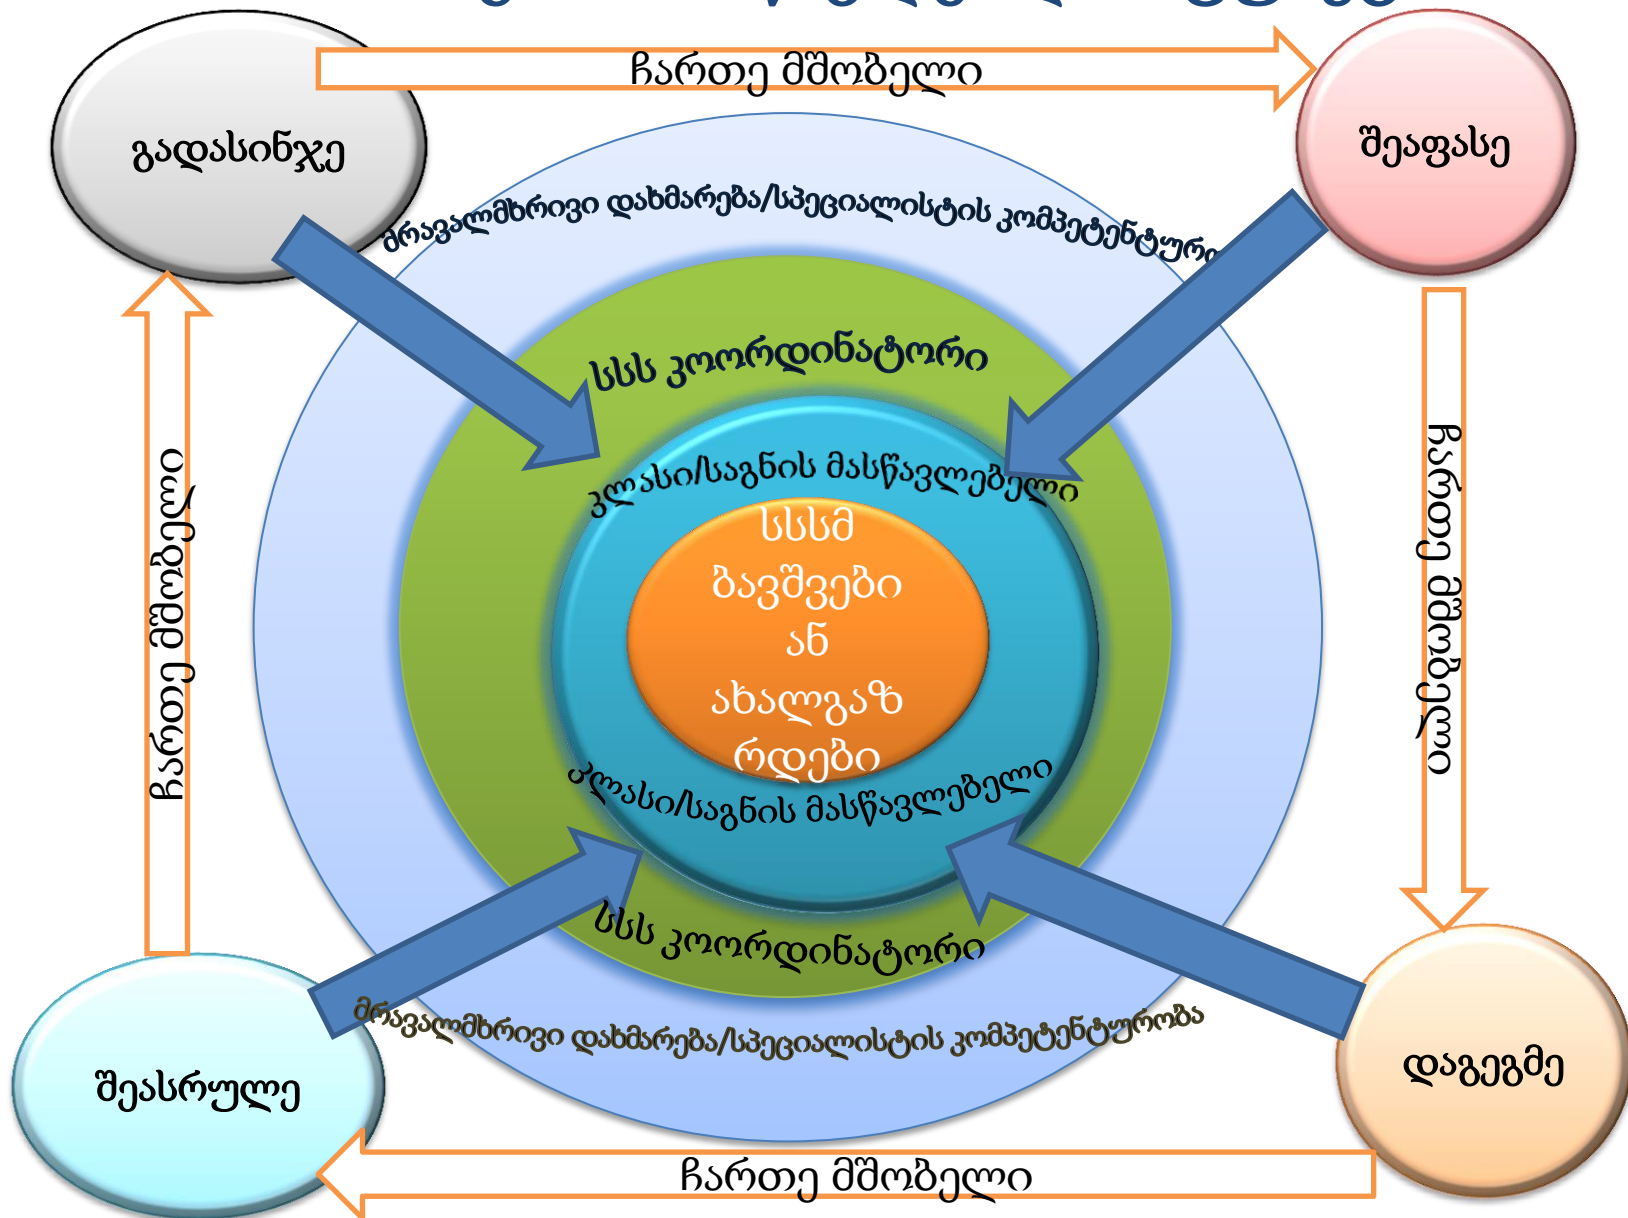 ჩართე მშობელი
გადასინჯე
შეაფასე
მრავალმხრივი დახმარება/სპეციალისტის კომპეტენტური
სსს კოორდინატორი
კლასი/საგნის მასწავლებელი
სსსმ
ბავშვები
ან
ახალგაზ
რდები
კლასი/საგნის მასწავლებელი
სსს კოორდინატორი
მრავალმხრივი დახმარება/სპეციალისტის კომპეტენტურობა
ჩართე მშობელი
ჩართე მშობელი
შეასრულე
დაგეგმე
ჩართე მშობელი